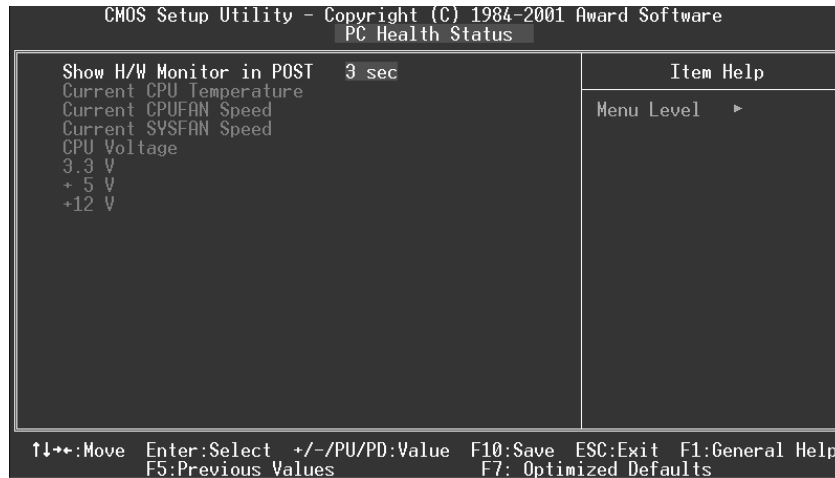 CMOS Setup Utility - Copyright (C) 1984-2001 Award Software
PC Health Status
Show H/W Monitor in POST 3 sec
Current CPU Temperature
Current CPUFAN Speed
Current SYSFAN Speed
CPU Voltage
3.3 V
+ 5 V
+12 V
Item Help
Menu Level ►
↑↓→←:Move Enter:Select +/-/PU/PD:Value F10:Save ESC:Exit F1:General Help
F5:Previous Values F7: Optimized Defaults